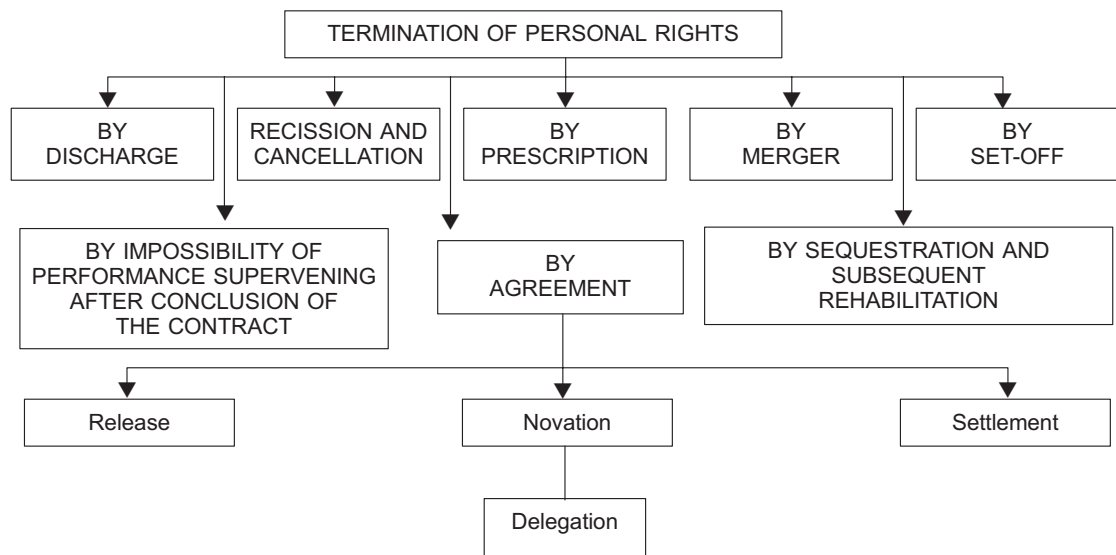 TERMINATION OF PERSONAL RIGHTS
BY
DISCHARGE
RECISSION AND
CANCELLATION
BY
PRESCRIPTION
BY
MERGER
BY
SET-OFF
BY IMPOSSIBILITY OF
PERFORMANCE SUPERVENING
AFTER CONCLUSION OF
THE CONTRACT
BY
AGREEMENT
BY SEQUESTRATION AND
SUBSEQUENT
REHABILITATION
Release
Novation
Settlement
Delegation